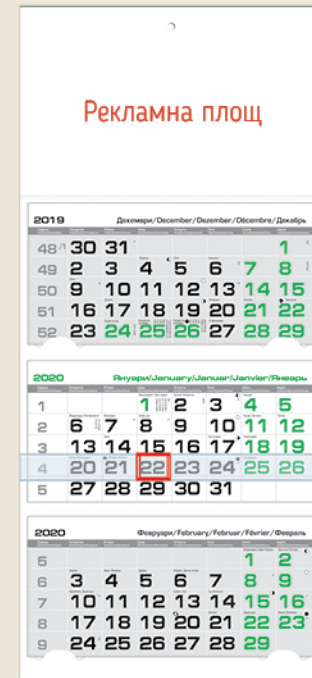 Рекламна площ
2019 Декември/December/Dezember/Décembre/Декабрь
48/1 30 31 1
49 2 3 4 5 6 7 8
50 9 10 11 12 13 14 15
51 16 17 18 19 20 21 22
52 23 24 25 26 27 28 29
2020 Януари/January/Januar/Janvier/Январь
1 1 2 3 4 5
2 6 7 8 9 10 11 12
3 13 14 15 16 17 18 19
4 20 21 22 23 24 25 26
5 27 28 29 30 31
2020 Февруари/February/Februar/Février/Февраль
5 1 2
6 3 4 5 6 7 8 9
7 10 11 12 13 14 15 16
8 17 18 19 20 21 22 23
9 24 25 26 27 28 29